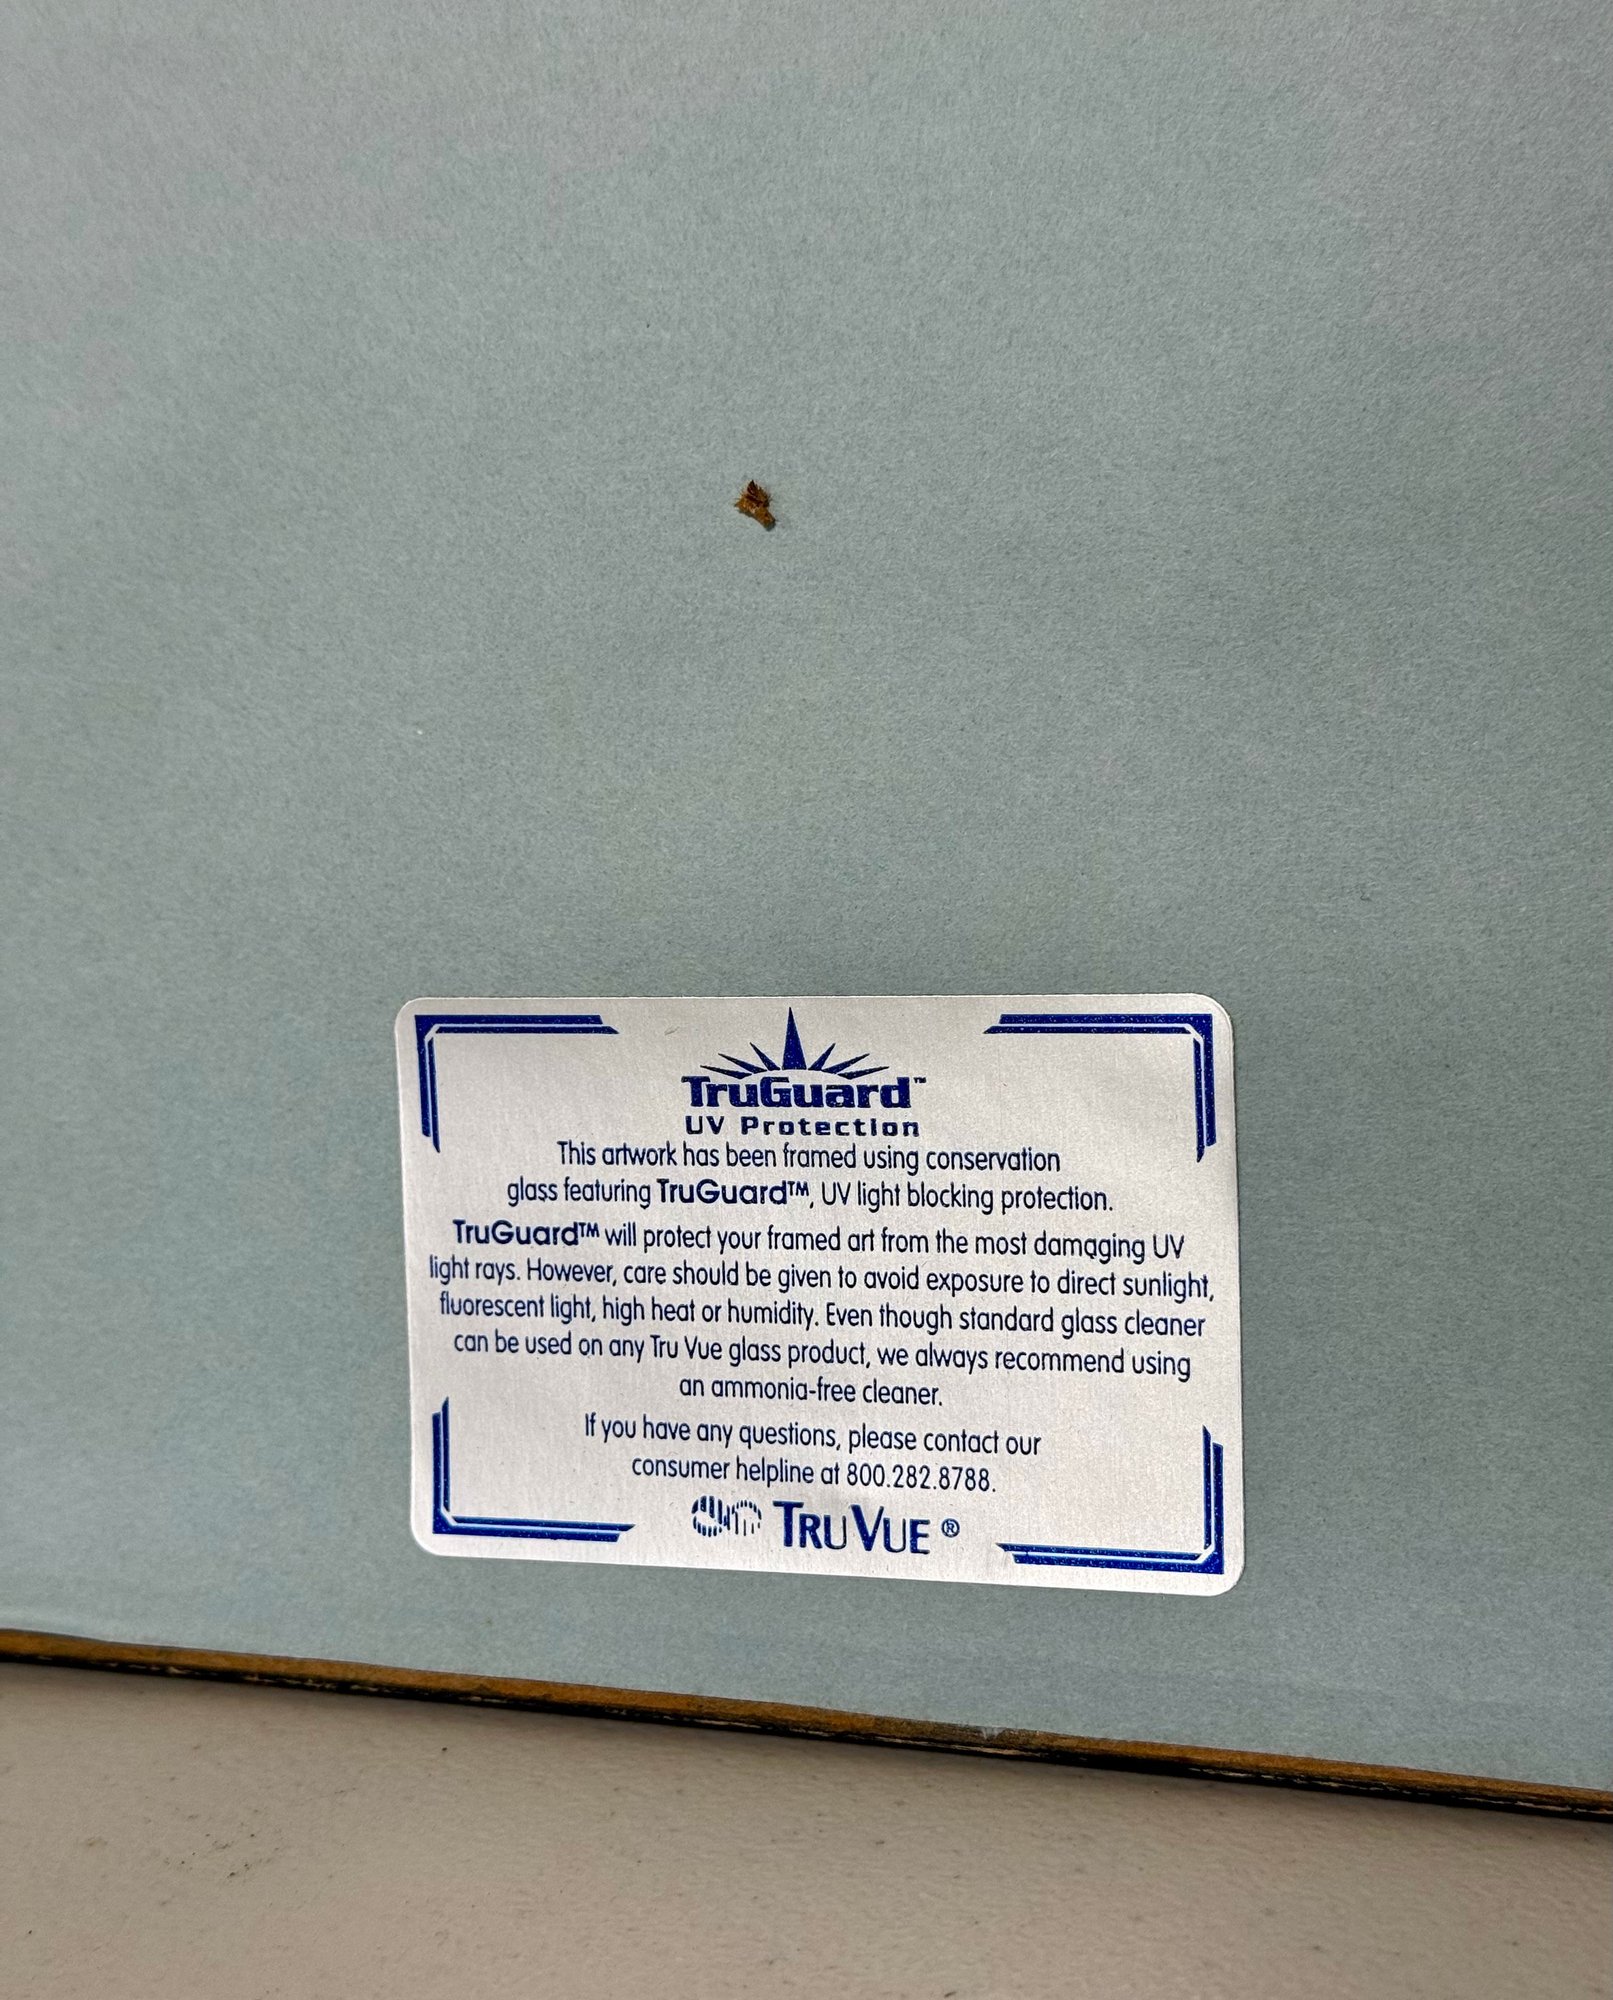 TruGuard™
UV Protection
This artwork has been framed using conservation
glass featuring TruGuard™, UV light blocking protection.
TruGuard™ will protect your framed art from the most damaging UV
light rays. However, care should be given to avoid exposure to direct sunlight,
fluorescent light, high heat or humidity. Even though standard glass cleaner
can be used on any Tru Vue glass product, we always recommend using
an ammonia-free cleaner.
If you have any questions, please contact our
consumer helpline at 800.282.8788.
TRU VUE ®